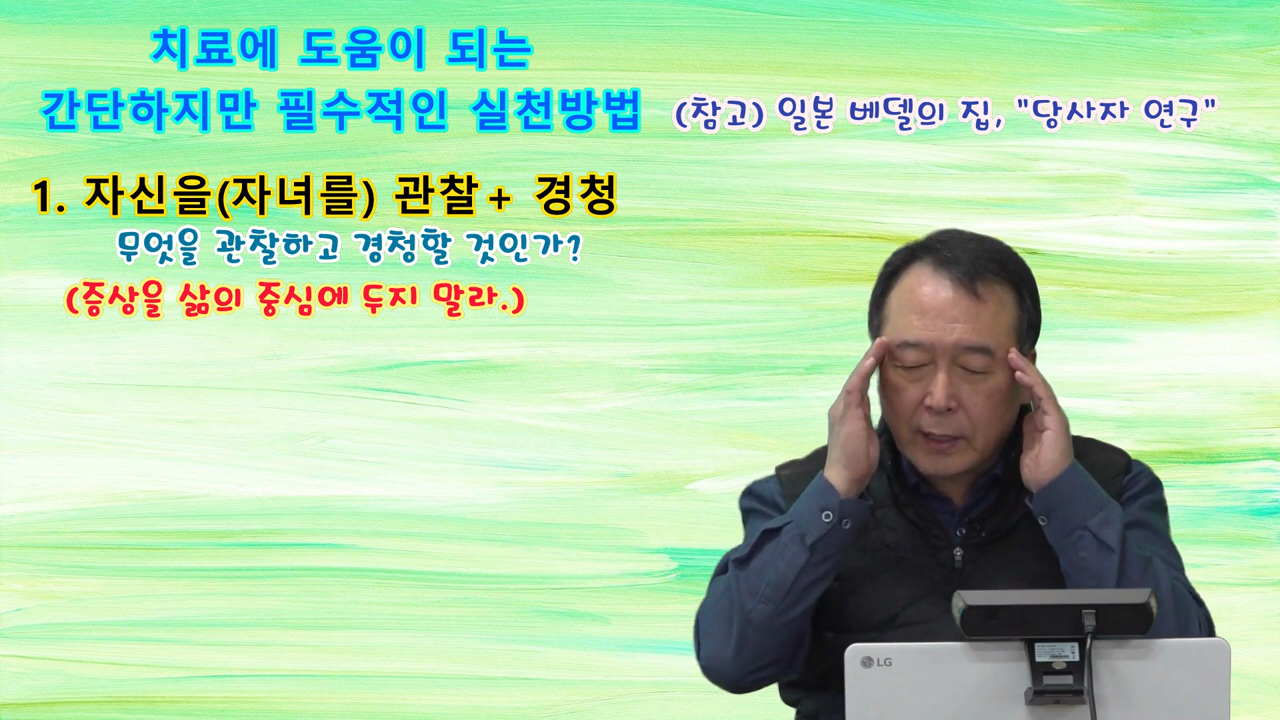 치료에 도움이 되는
간단하지만 필수적인 실천방법 (참고) 일본 베델의 집, "당사자 연구"
1. 자신을(자녀를) 관찰+ 경청
무엇을 관찰하고 경청할 것인가?
(증상을 삶의 중심에 두지 말라.)
LG